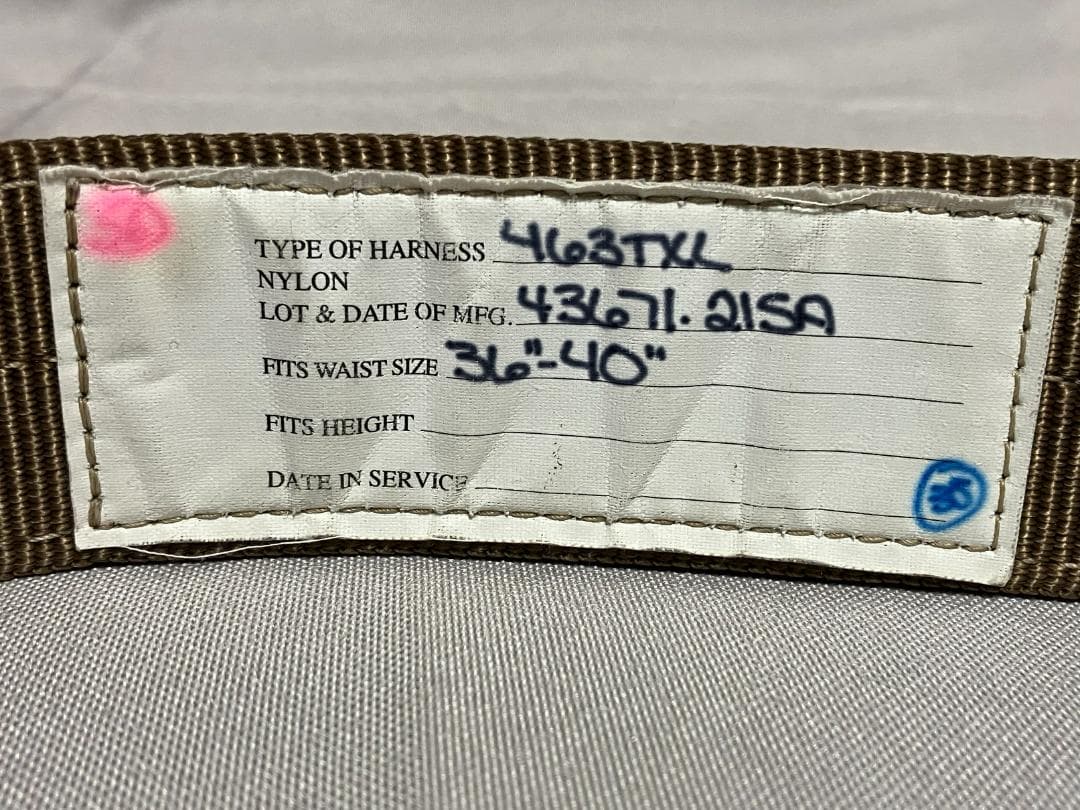 TYPE OF HARNESS 463TXL
NYLON
LOT & DATE OF MFG. 43671.215A
FITS WAIST SIZE 36"-40"
FITS HEIGHT
DATE IN SERVICE